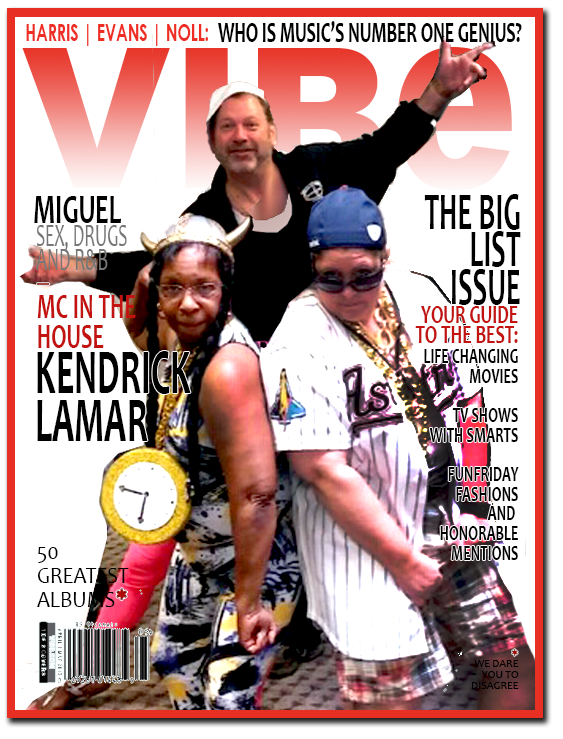 HARRIS | EVANS | NOLL: WHO IS MUSIC'S NUMBER ONE GENIUS?
VIBe
MIGUEL
SEX, DRUGS
AND R&B
MC IN THE
HOUSE
KENDRICK
LAMAR
50
GREATEST
ALBUMS*
THE BIG
LIST
ISSUE
YOUR GUIDE
TO THE BEST:
LIFE CHANGING
MOVIES
TV SHOWS
WITH SMARTS
FUNFRIDAY
FASHIONS
AND
HONORABLE
MENTIONS
*
WE DARE
YOU TO
DISAGREE